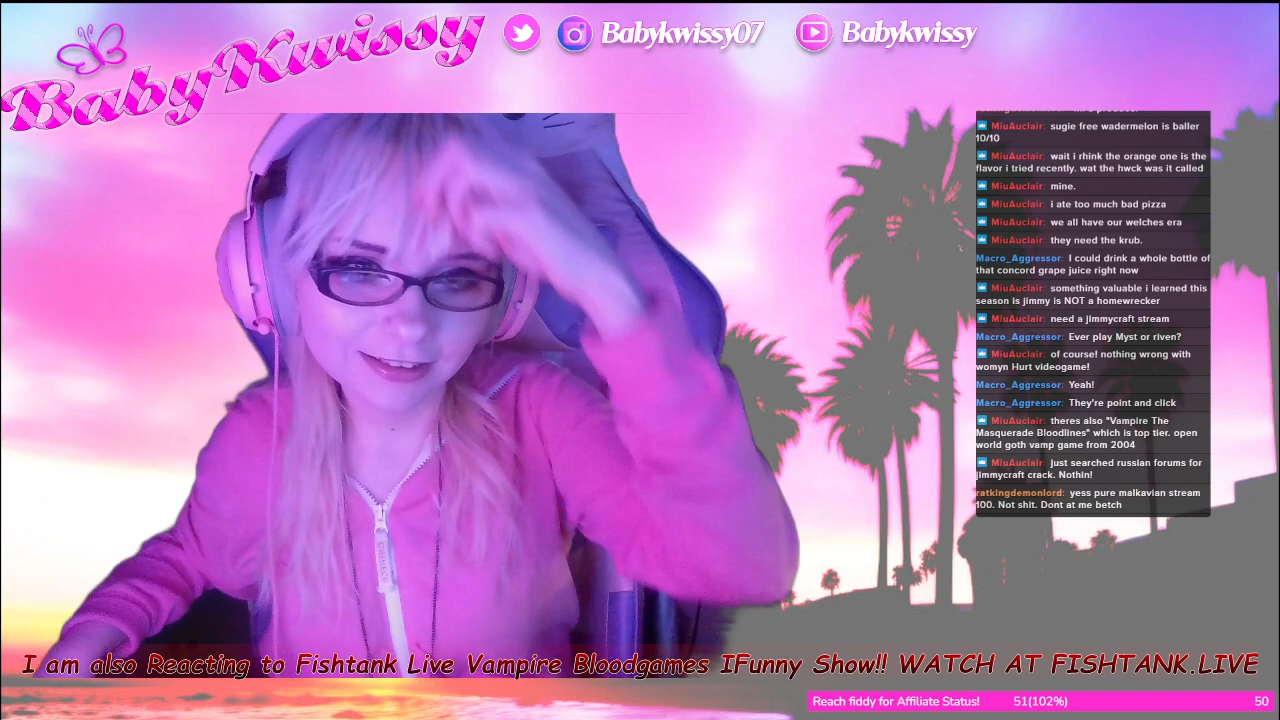 BabyKwissy
Babykwissy07
Babykwissy
MiuAuclair: sugie free wadermelon is baller
10/10
MiuAuclair: wait i rhink the orange one is the
flavor i tried recently. wat the hwck was it called
MiuAuclair: mine.
MiuAuclair: i ate too much bad pizza
MiuAuclair: we all have our welches era
MiuAuclair: they need the krub.
Macro_Aggressor: I could drink a whole bottle of
that concord grape juice right now
MiuAuclair: something valuable i learned this
season is jimmy is NOT a homewrecker
MiuAuclair: need a jimmycraft stream
Macro_Aggressor: Ever play Myst or riven?
MiuAuclair: of course! nothing wrong with
womyn Hurt videogame!
Macro_Aggressor: Yeah!
Macro_Aggressor: They're point and click
MiuAuclair: theres also "Vampire The
Masquerade Bloodlines" which is top tier. open
world goth vamp game from 2004
MiuAuclair: just searched russian forums for
jimmycraft crack. Nothin!
ratkingdemonlord: yess pure malkavian stream
100. Not shit. Dont at me betch
I am also Reacting to Fishtank Live Vampire Bloodgames IFunny Show!! WATCH AT FISHTANK.LIVE
Reach fiddy for Affiliate Status! 51(102%) 50